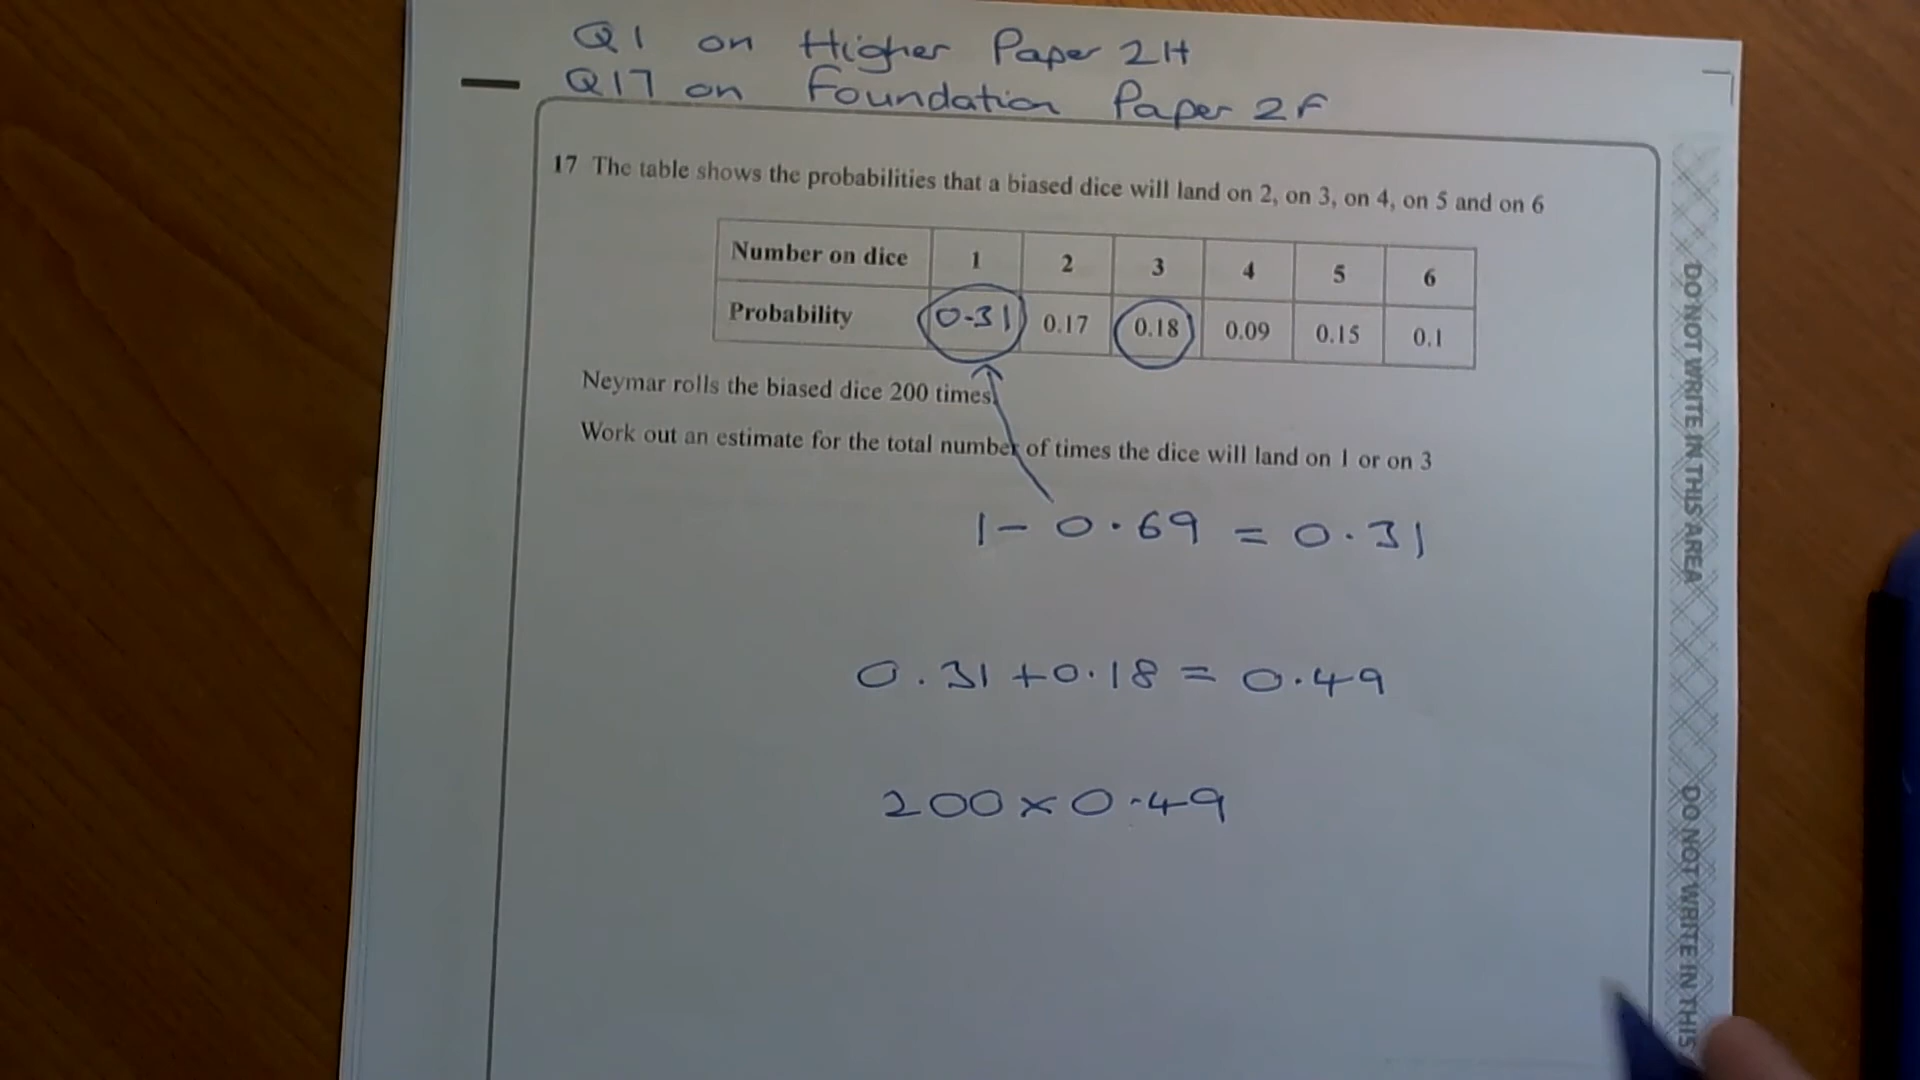 Q1 on Higher Paper 2H
Q17 on Foundation Paper 2F
17 The table shows the probabilities that a biased dice will land on 2, on 3, on 4, on 5 and on 6
Number on dice 1 2 3 4 5 6
Probability 0.31 0.17 0.18 0.09 0.15 0.1
Neymar rolls the biased dice 200 times.
Work out an estimate for the total number of times the dice will land on 1 or on 3
1 - 0.69 = 0.31
0.31 + 0.18 = 0.49
200 × 0.49
DO NOT WRITE IN THIS AREA
DO NOT WRITE IN THIS